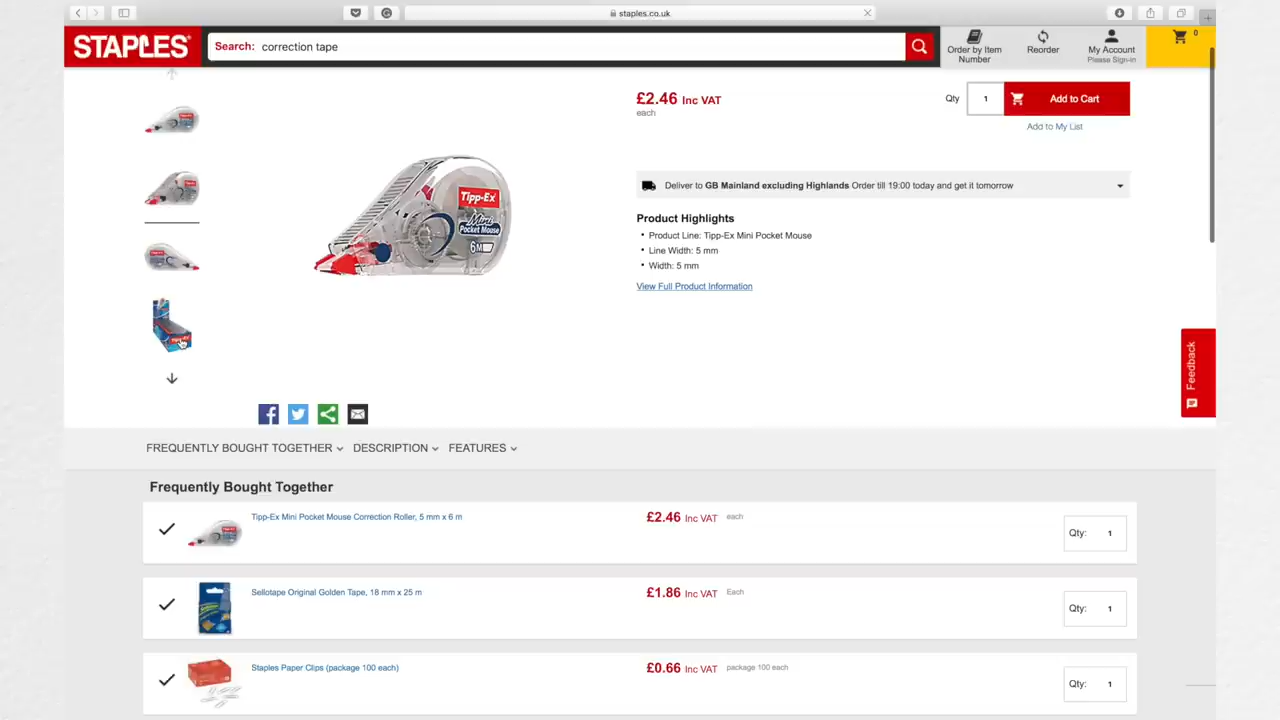 staples.co.uk
STAPLES
Search: correction tape
Order by Item
Number
Reorder
My Account
Please Sign-in
0
£2.46 Inc VAT
each
Qty 1 Add to Cart
Add to My List
Tipp-Ex
Mini
Pocket Mouse
6M
Deliver to GB Mainland excluding Highlands Order till 19:00 today and get it tomorrow
Product Highlights
• Product Line: Tipp-Ex Mini Pocket Mouse
• Line Width: 5 mm
• Width: 5 mm
View Full Product Information
Feedback
FREQUENTLY BOUGHT TOGETHER DESCRIPTION FEATURES
Frequently Bought Together
Tipp-Ex Mini Pocket Mouse Correction Roller, 5 mm x 6 m £2.46 Inc VAT each
Qty: 1
Sellotape Original Golden Tape, 18 mm x 25 m £1.86 Inc VAT Each
Qty: 1
Staples Paper Clips (package 100 each) £0.66 Inc VAT package 100 each
Qty: 1